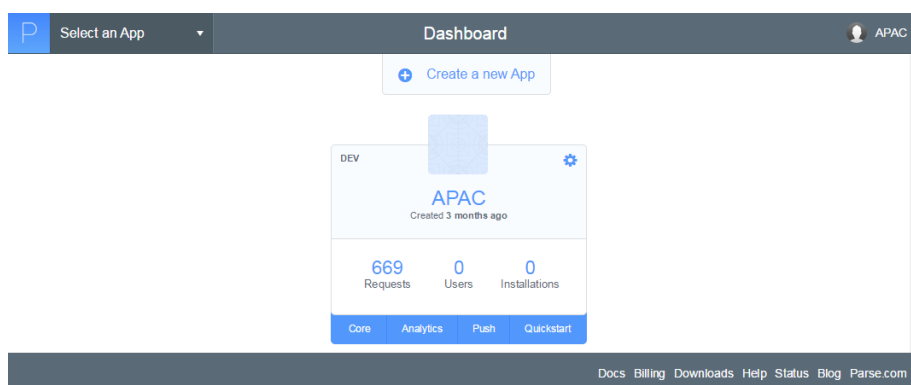 P Select an App Dashboard APAC
Create a new App
DEV
APAC
Created 3 months ago
669 0 0
Requests Users Installations
Core Analytics Push Quickstart
Docs Billing Downloads Help Status Blog Parse.com